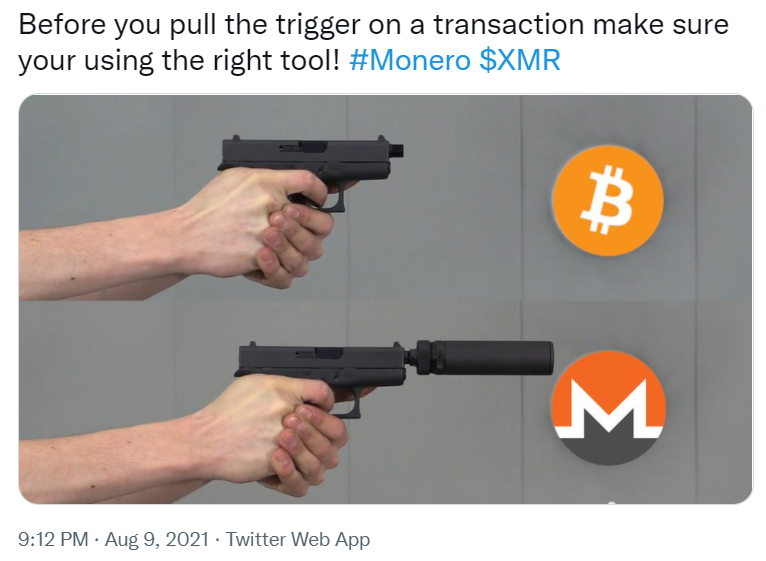 Before you pull the trigger on a transaction make sure
your using the right tool! #Monero $XMR
9:12 PM · Aug 9, 2021 · Twitter Web App